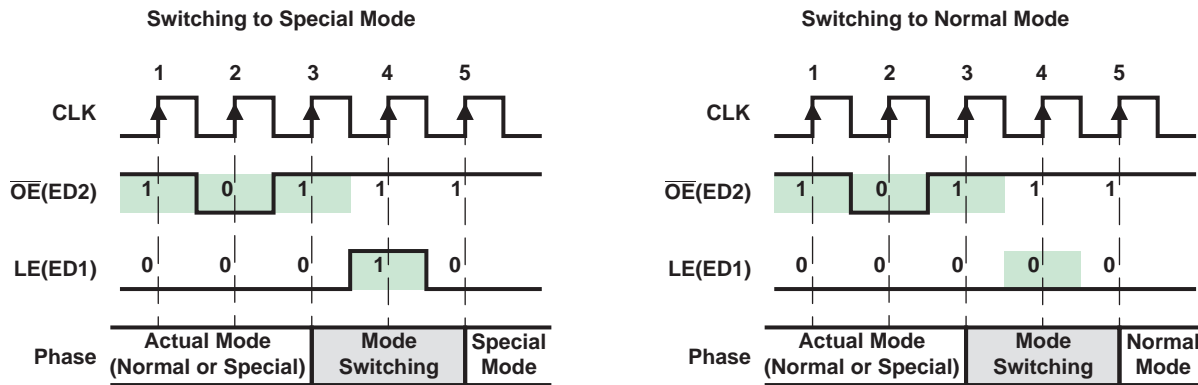 Switching to Special Mode
1 2 3 4 5
CLK
OE(ED2) 1 0 1 1 1
LE(ED1) 0 0 0 1 0
Phase
Actual Mode
(Normal or Special)
Mode
Switching
Special
Mode
Switching to Normal Mode
1 2 3 4 5
CLK
OE(ED2) 1 0 1 1 1
LE(ED1) 0 0 0 0 0
Phase
Actual Mode
(Normal or Special)
Mode
Switching
Normal
Mode